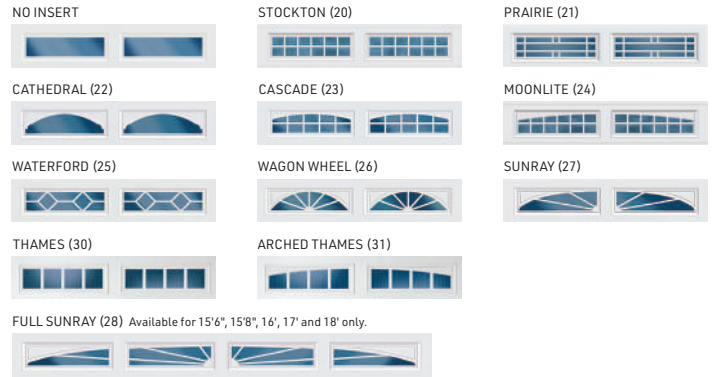 NO INSERT
STOCKTON (20)
PRAIRIE (21)
CATHEDRAL (22)
CASCADE (23)
MOONLITE (24)
WATERFORD (25)
WAGON WHEEL (26)
SUNRAY (27)
THAMES (30)
ARCHED THAMES (31)
FULL SUNRAY (28) Available for 15'6", 15'8", 16', 17' and 18' only.